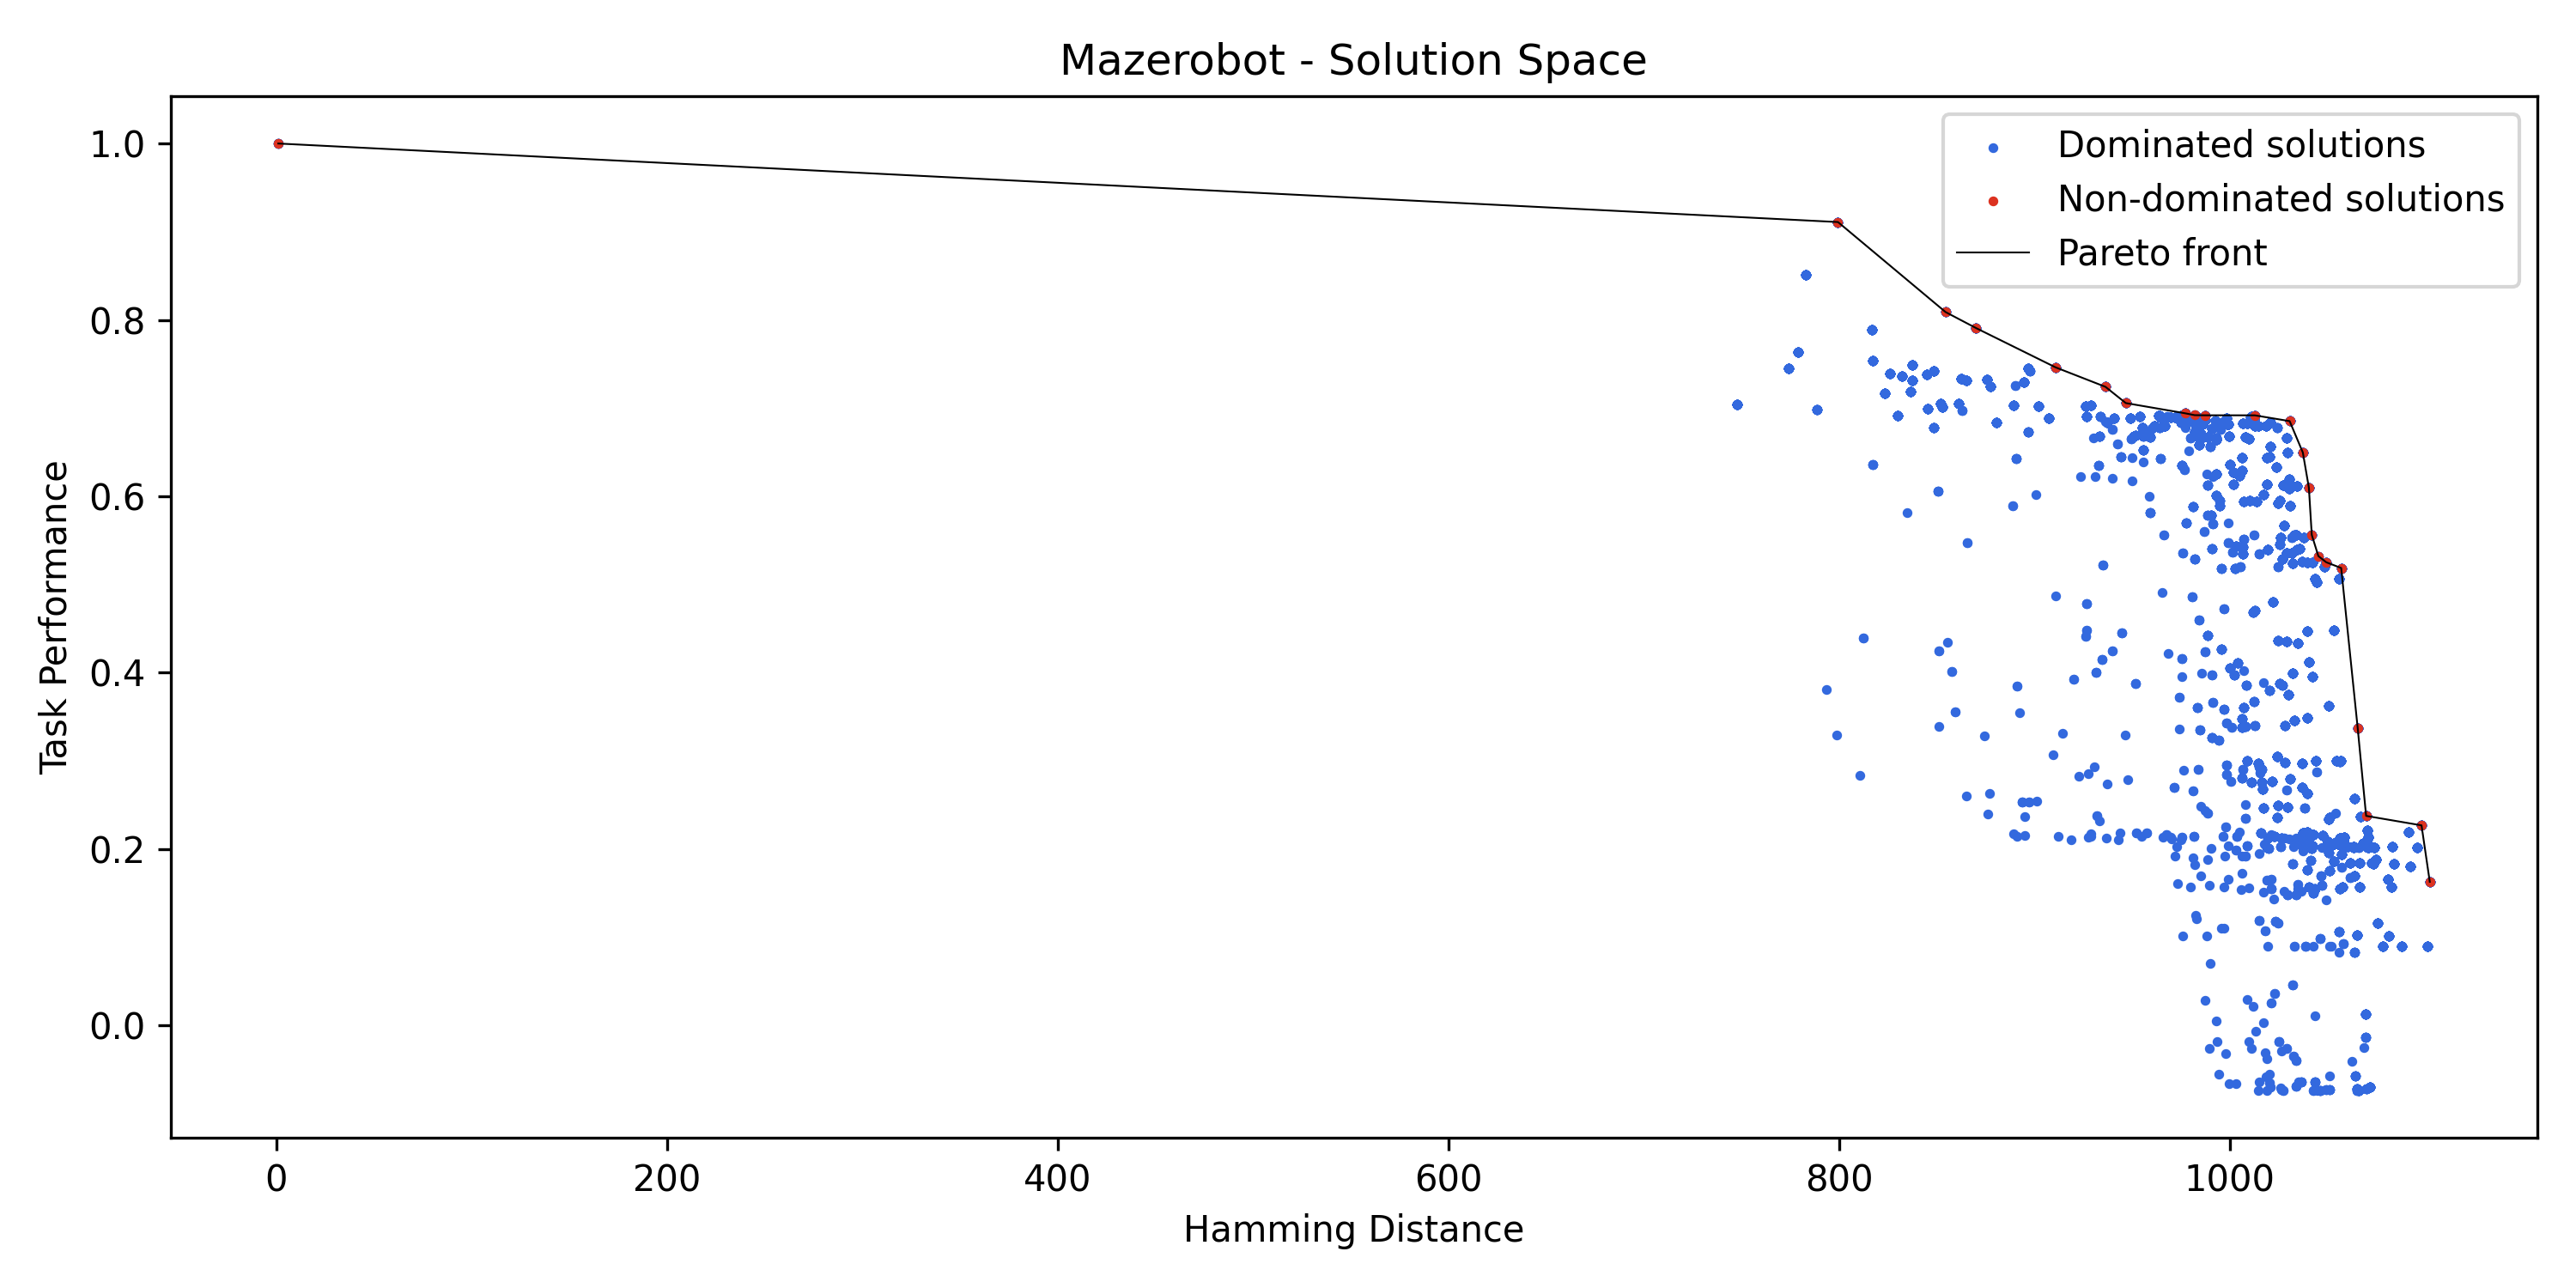 Mazerobot - Solution Space
Dominated solutions
Non-dominated solutions
Pareto front
1.0
0.8
0.6
0.4
0.2
0.0
Task Performance
0 200 400 600 800 1000
Hamming Distance